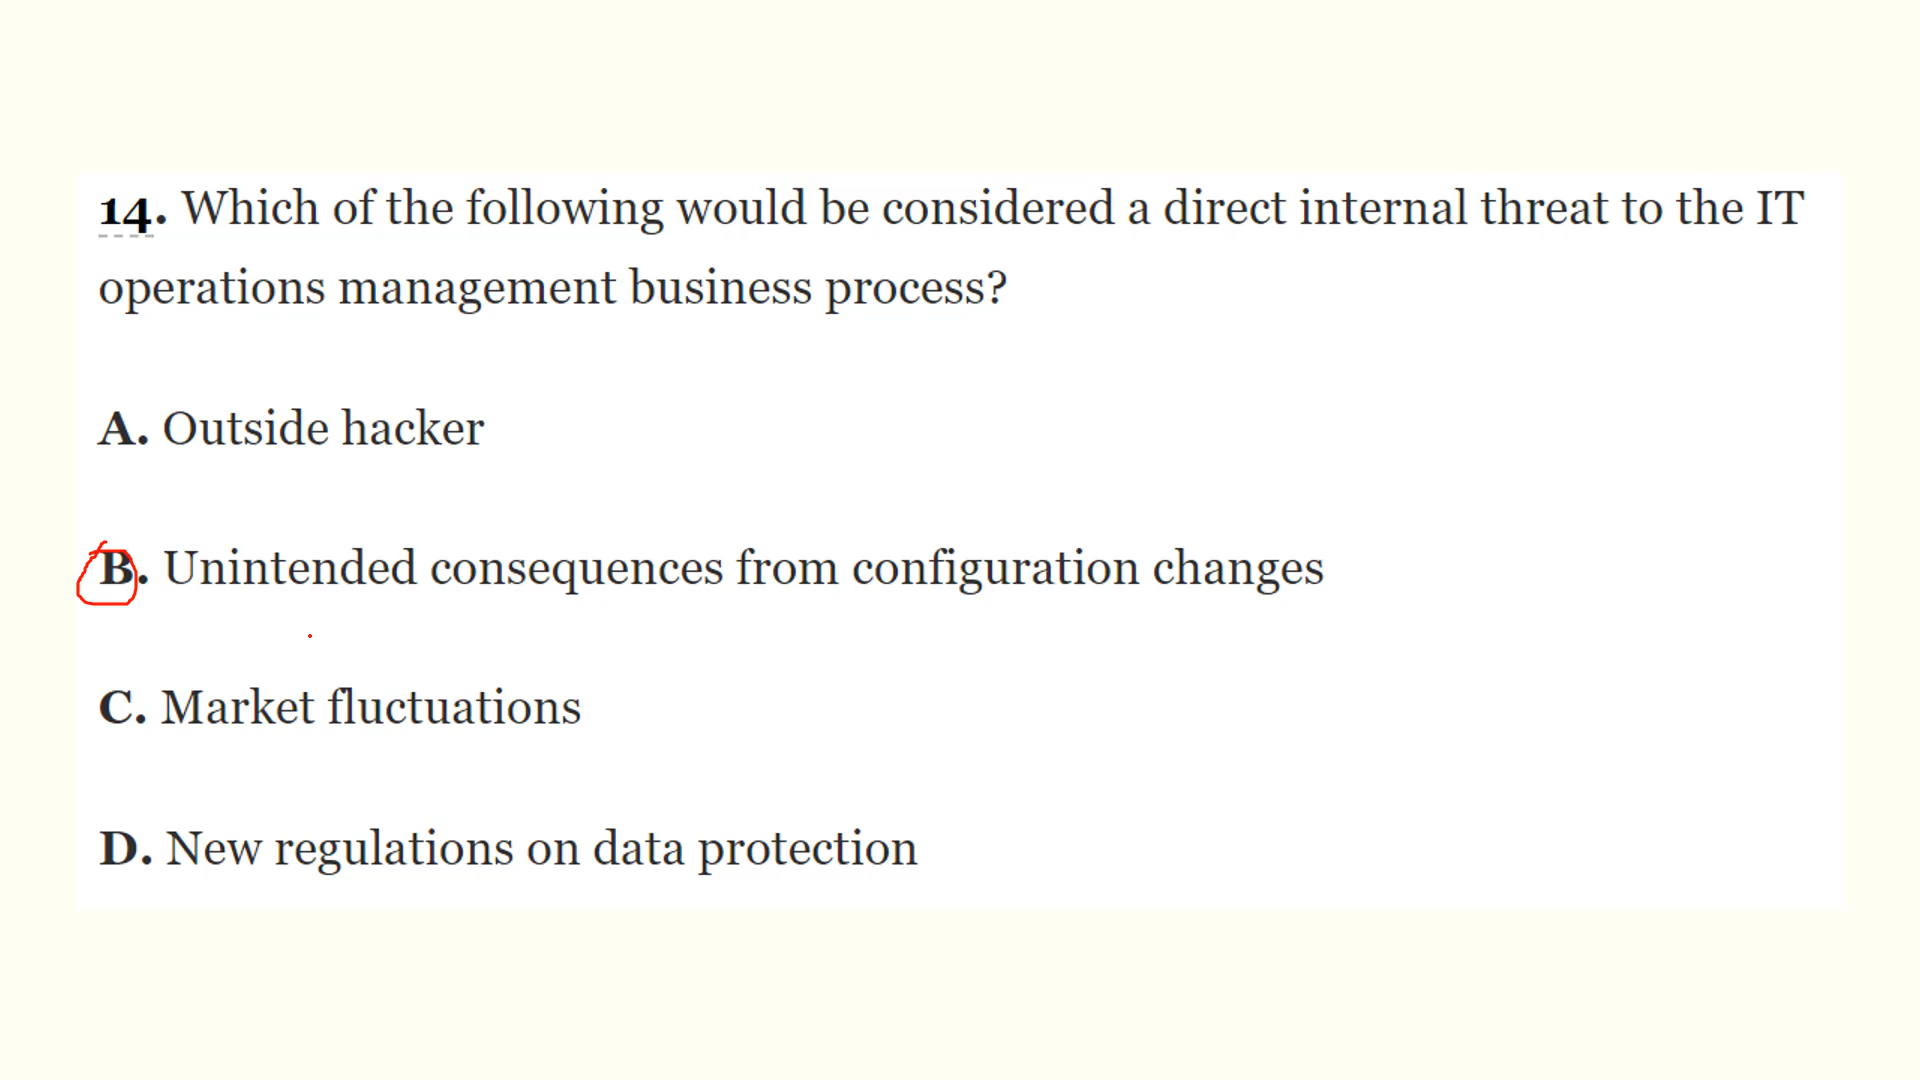 14. Which of the following would be considered a direct internal threat to the IT
operations management business process?
A. Outside hacker
B. Unintended consequences from configuration changes
C. Market fluctuations
D. New regulations on data protection